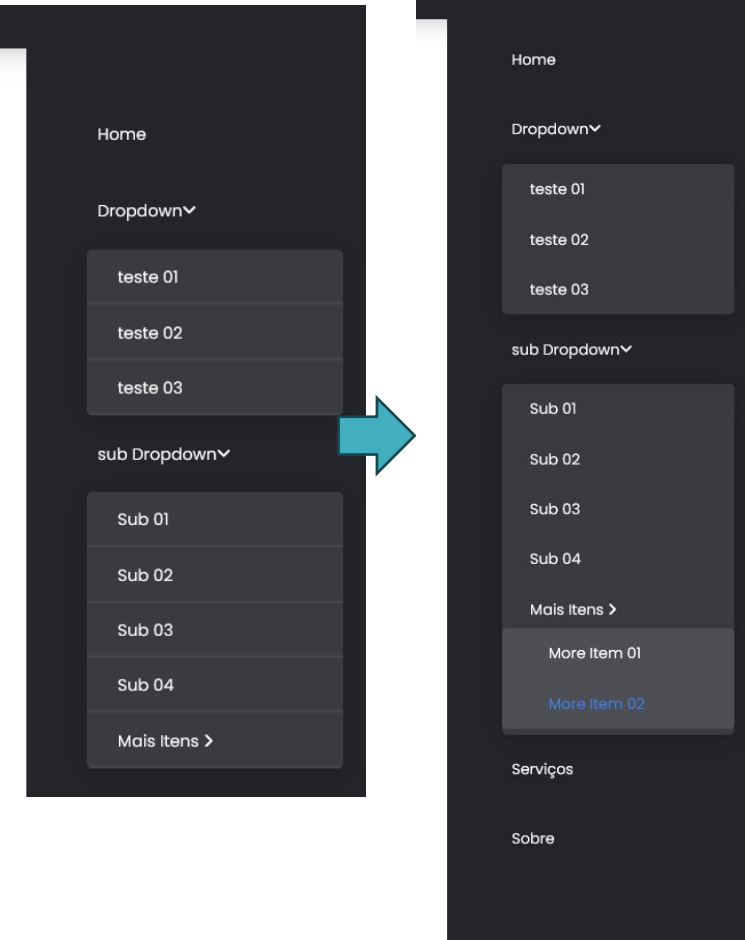 Home
Dropdown
teste 01
teste 02
teste 03
sub Dropdown
Sub 01
Sub 02
Sub 03
Sub 04
Mais Itens >
Home
Dropdown
teste 01
teste 02
teste 03
sub Dropdown
Sub 01
Sub 02
Sub 03
Sub 04
Mais Itens >
More Item 01
More Item 02
Serviços
Sobre